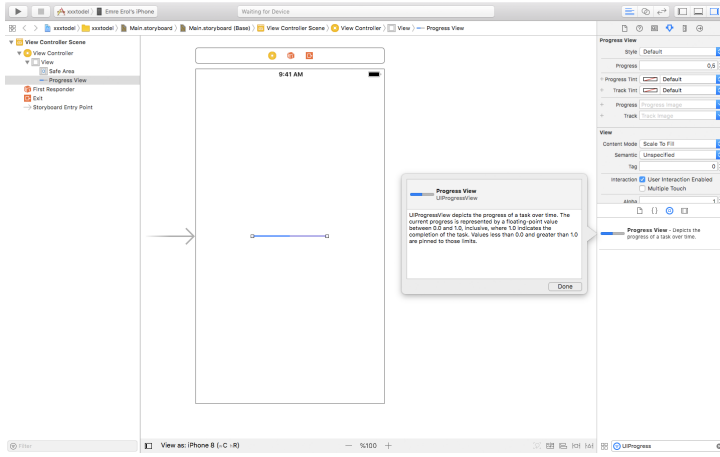 xxtodel › Emre Erol's iPhone
Waiting for Device
xxtodel › xxtodel › Main.storyboard › Main.storyboard (Base) › View Controller Scene › View Controller › View › Progress View
View Controller Scene
View Controller
View
Safe Area
Progress View
First Responder
Exit
Storyboard Entry Point
9:41 AM
Progress View
UIProgressView
UIProgressView depicts the progress of a task over time. The
current progress is represented by a floating-point value
between 0.0 and 1.0, inclusive, where 1.0 indicates the
completion of the task. Values less than 0.0 and greater than 1.0
are pinned to those limits.
Done
Progress View
Style Default
Progress 0,5
+ Progress Tint Default
+ Track Tint Default
+ Progress Progress Image
+ Track Track Image
View
Content Mode Scale To Fill
Semantic Unspecified
Tag 0
Interaction User Interaction Enabled
Multiple Touch
Alpha 1
Progress View - Depicts the
progress of a task over time.
Filter
View as: iPhone 8 (wC hR)
— %100 +
UIProgress